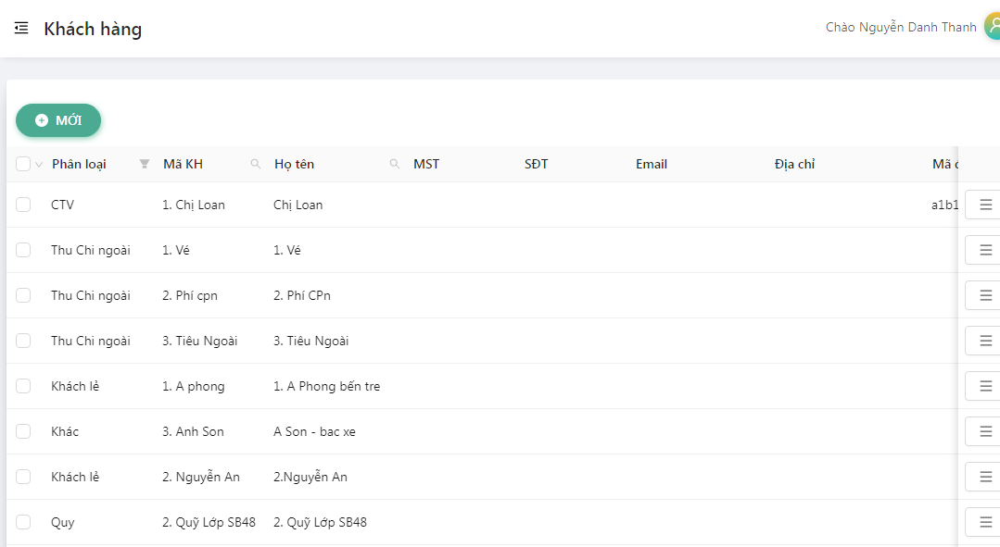 Khách hàng
Chào Nguyễn Danh Thanh
MỚI
Phân loại Mã KH Họ tên MST SĐT Email Địa chỉ Mã
CTV 1. Chị Loan Chị Loan a1b1
Thu Chi ngoài 1. Vé 1. Vé
Thu Chi ngoài 2. Phí cpn 2. Phí CPn
Thu Chi ngoài 3. Tiêu Ngoài 3. Tiêu Ngoài
Khách lẻ 1. A phong 1. A Phong bến tre
Khác 3. Anh Son A Son - bac xe
Khách lẻ 2. Nguyễn An 2.Nguyễn An
Quy 2. Quỹ Lớp SB48 2. Quỹ Lớp SB48